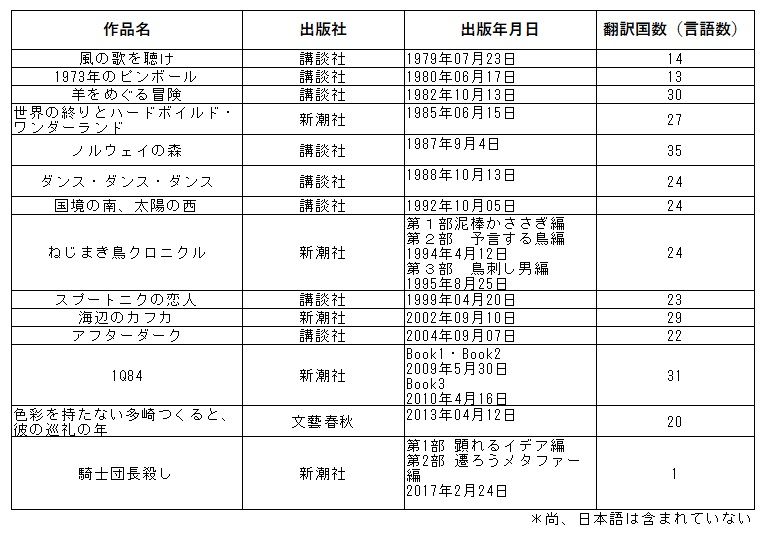 作品名 出版社 出版年月日 翻訳国数（言語数）
風の歌を聴け 講談社 1979年07月23日 14
1973年のピンボール 講談社 1980年06月17日 13
羊をめぐる冒険 講談社 1982年10月13日 30
世界の終りとハードボイルド・
ワンダーランド 新潮社 1985年06月15日 27
ノルウェイの森 講談社 1987年9月4日 35
ダンス・ダンス・ダンス 講談社 1988年10月13日 24
国境の南、太陽の西 講談社 1992年10月05日 24
ねじまき鳥クロニクル 新潮社 第１部泥棒かささぎ編
第２部　予言する鳥編
1994年4月12日
第３部　鳥刺し男編
1995年8月25日 24
スプートニクの恋人 講談社 1999年04月20日 23
海辺のカフカ 新潮社 2002年09月10日 29
アフターダーク 講談社 2004年09月07日 22
1Q84 新潮社 Book1・Book2
2009年5月30日
Book3
2010年4月16日 31
色彩を持たない多崎つくると、
彼の巡礼の年 文藝春秋 2013年04月12日 20
騎士団長殺し 新潮社 第1部 顕れるイデア編
第2部 遷ろうメタファー
編
2017年2月24日 1
＊尚、日本語は含まれていない